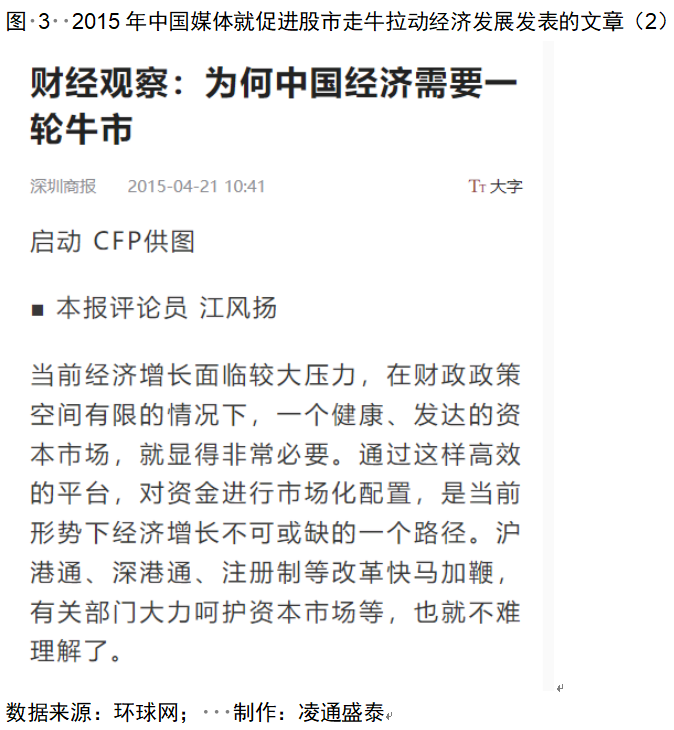 图·3··2015 年中国媒体就促进股市走牛拉动经济发展发表的文章（2）
财经观察：为何中国经济需要一
轮牛市
深圳商报 2015-04-21 10:41 TT 大字
启动 CFP供图
■ 本报评论员 江风扬
当前经济增长面临较大压力，在财政政策
空间有限的情况下，一个健康、发达的资
本市场，就显得非常必要。通过这样高效
的平台，对资金进行市场化配置，是当前
形势下经济增长不可或缺的一个路径。沪
港通、深港通、注册制等改革快马加鞭，
有关部门大力呵护资本市场等，也就不难
理解了。
数据来源：环球网；···制作：凌通盛泰